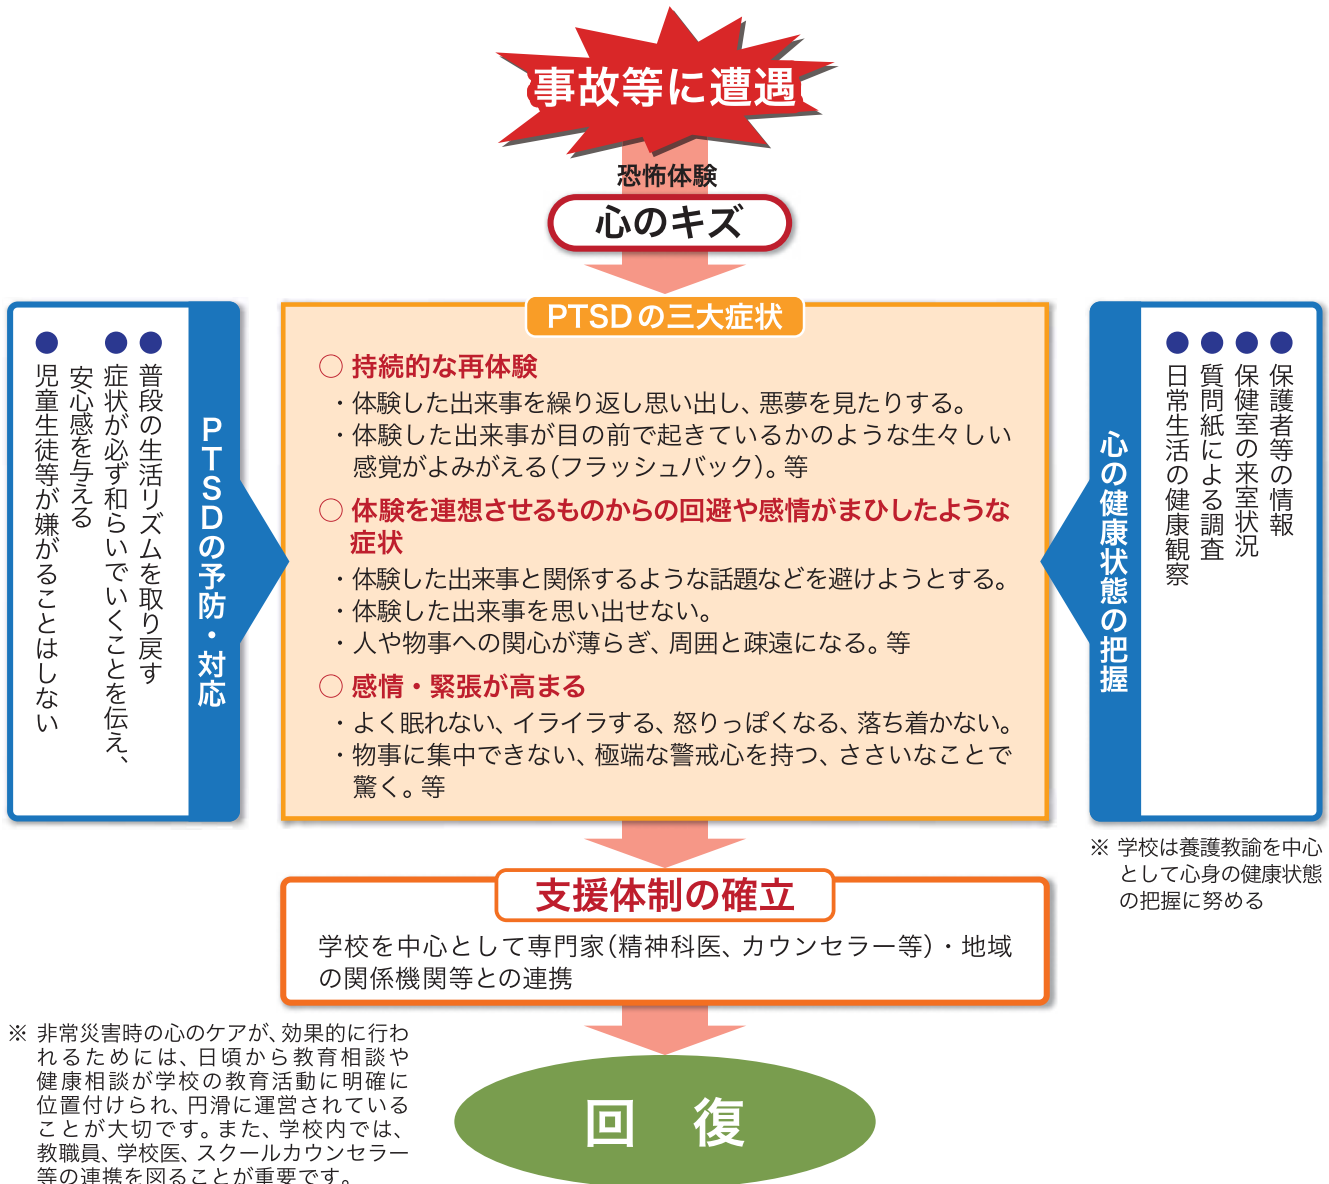 事故等に遭遇
恐怖体験
心のキズ
PTSDの三大症状
○ 持続的な再体験
・体験した出来事を繰り返し思い出し、悪夢を見たりする。
・体験した出来事が目の前で起きているかのような生々しい
感覚がよみがえる(フラッシュバック)。等
○ 体験を連想させるものからの回避や感情がまひしたような
症状
・体験した出来事と関係するような話題などを避けようとする。
・体験した出来事を思い出せない。
・人や物事への関心が薄らぎ、周囲と疎遠になる。等
○ 感情・緊張が高まる
・よく眠れない、イライラする、怒りっぽくなる、落ち着かない。
・物事に集中できない、極端な警戒心を持つ、ささいなことで
驚く。等
PTSDの予防・対応
●普段の生活リズムを取り戻す
●症状が必ず和らいでいくことを伝え、
安心感を与える
●児童生徒等が嫌がることはしない
心の健康状態の把握
●保護者等の情報
●保健室の来室状況
●質問紙による調査
●日常生活の健康観察
※ 学校は養護教諭を中心
として心身の健康状態
の把握に努める
支援体制の確立
学校を中心として専門家(精神科医、カウンセラー等)・地域
の関係機関等との連携
回 復
※ 非常災害時の心のケアが、効果的に行わ
れるためには、日頃から教育相談や
健康相談が学校の教育活動に明確に
位置付けられ、円滑に運営されている
ことが大切です。また、学校内では、
教職員、学校医、スクールカウンセラー
等の連携を図ることが重要です。